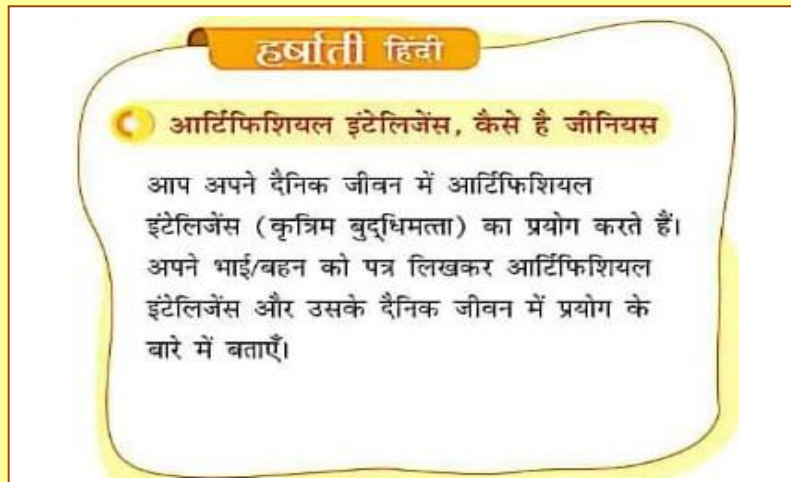 हर्षाती हिंदी
आर्टिफिशियल इंटेलिजेंस, कैसे है जीनियस
आप अपने दैनिक जीवन में आर्टिफिशियल
इंटेलिजेंस (कृत्रिम बुद्धिमत्ता) का प्रयोग करते हैं।
अपने भाई/बहन को पत्र लिखकर आर्टिफिशियल
इंटेलिजेंस और उसके दैनिक जीवन में प्रयोग के
बारे में बताएँ।